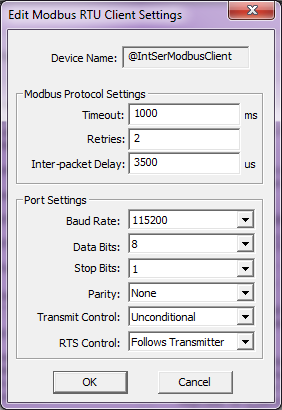 Edit Modbus RTU Client Settings
Device Name: @IntSerModbusClient
Modbus Protocol Settings
Timeout: 1000 ms
Retries: 2
Inter-packet Delay: 3500 us
Port Settings
Baud Rate: 115200
Data Bits: 8
Stop Bits: 1
Parity: None
Transmit Control: Unconditional
RTS Control: Follows Transmitter
OK Cancel